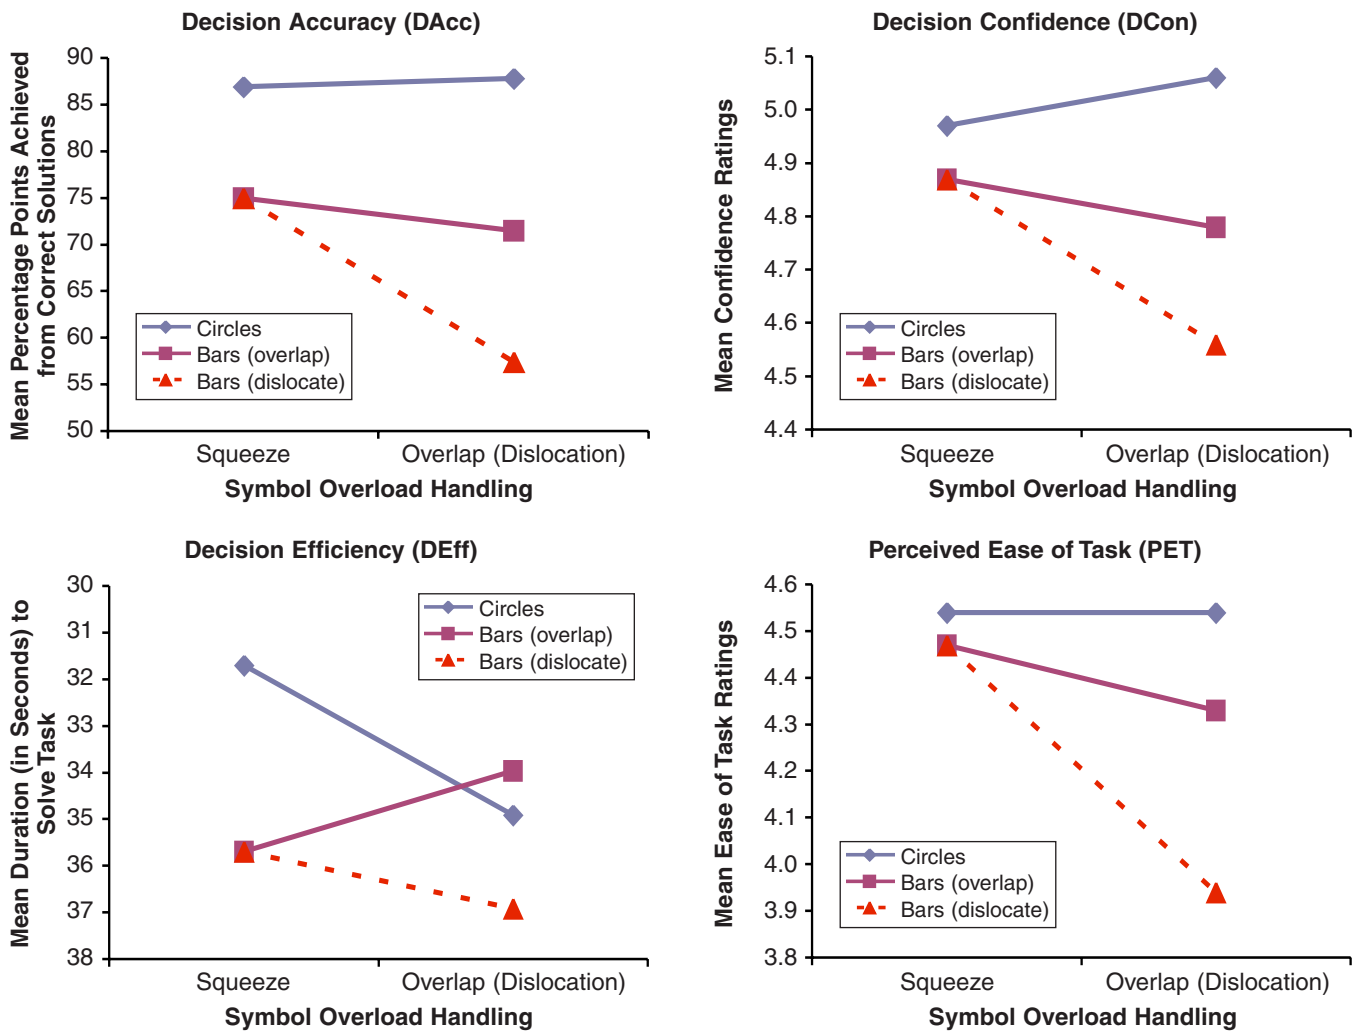 Decision Accuracy (DAcc)
Mean Percentage Points Achieved
from Correct Solutions
90
85
80
75
70
65
60
55
50
Circles
Bars (overlap)
Bars (dislocate)
Squeeze
Overlap (Dislocation)
Symbol Overload Handling
Decision Confidence (DCon)
Mean Confidence Ratings
5.1
5.0
4.9
4.8
4.7
4.6
4.5
4.4
Circles
Bars (overlap)
Bars (dislocate)
Squeeze
Overlap (Dislocation)
Symbol Overload Handling
Decision Efficiency (DEff)
Mean Duration (in Seconds) to
Solve Task
30
31
32
33
34
35
36
37
38
Circles
Bars (overlap)
Bars (dislocate)
Squeeze
Overlap (Dislocation)
Symbol Overload Handling
Perceived Ease of Task (PET)
Mean Ease of Task Ratings
4.6
4.5
4.4
4.3
4.2
4.1
4.0
3.9
3.8
Circles
Bars (overlap)
Bars (dislocate)
Squeeze
Overlap (Dislocation)
Symbol Overload Handling